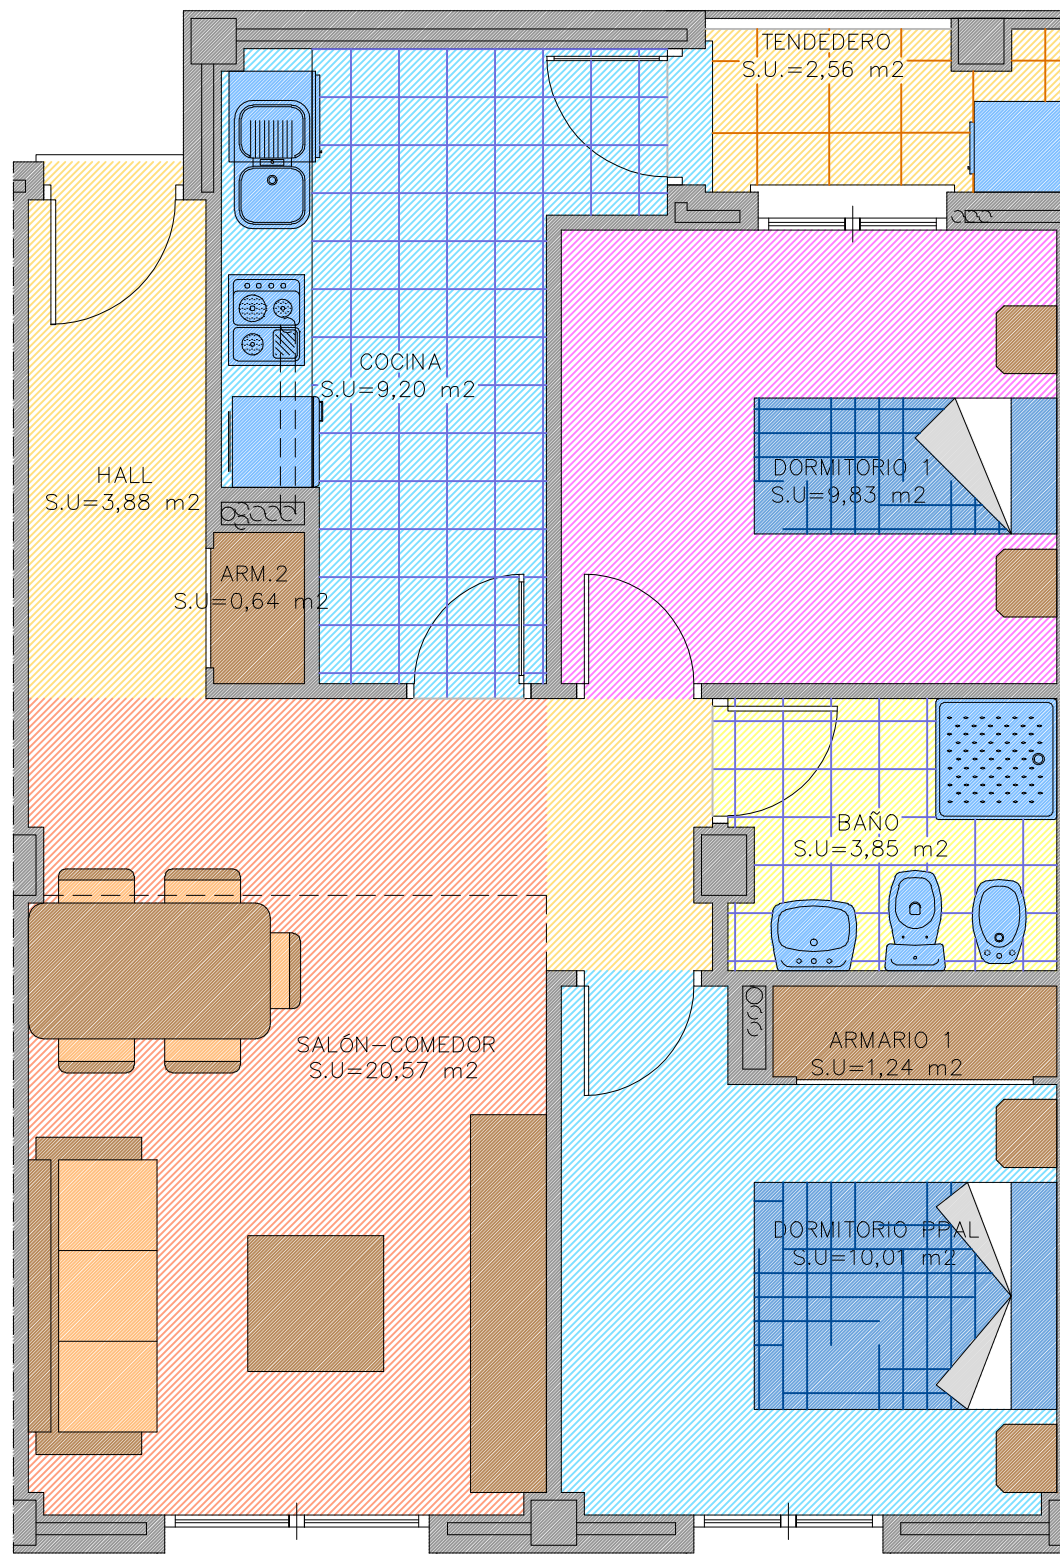 TENDEDERO
S.U.=2,56 m2
COCINA
S.U=9,20 m2
HALL
S.U=3,88 m2
DORMITORIO 1
S.U=9,83 m2
ARM.2
S.U=0,64 m2
BAÑO
S.U=3,85 m2
SALÓN-COMEDOR
S.U=20,57 m2
ARMARIO 1
S.U=1,24 m2
DORMITORIO PPAL
S.U=10,01 m2